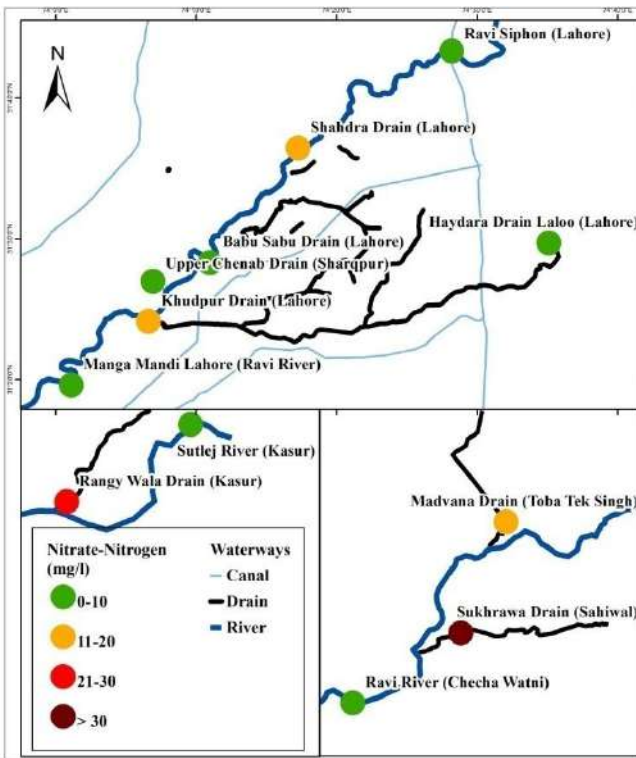 N
Ravi Siphon (Lahore)
Shahdra Drain (Lahore)
Haydara Drain Laloo (Lahore)
Babu Sabu Drain (Lahore)
Upper Chenab Drain (Sharqpur)
Khudpur Drain (Lahore)
Manga Mandi Lahore (Ravi River)
Sutlej River (Kasur)
Rangy Wala Drain (Kasur)
Madvana Drain (Toba Tek Singh)
Sukhrawa Drain (Sahiwal)
Ravi River (Checha Watni)
Nitrate-Nitrogen
(mg/l)
0-10
11-20
21-30
> 30
Waterways
Canal
Drain
River